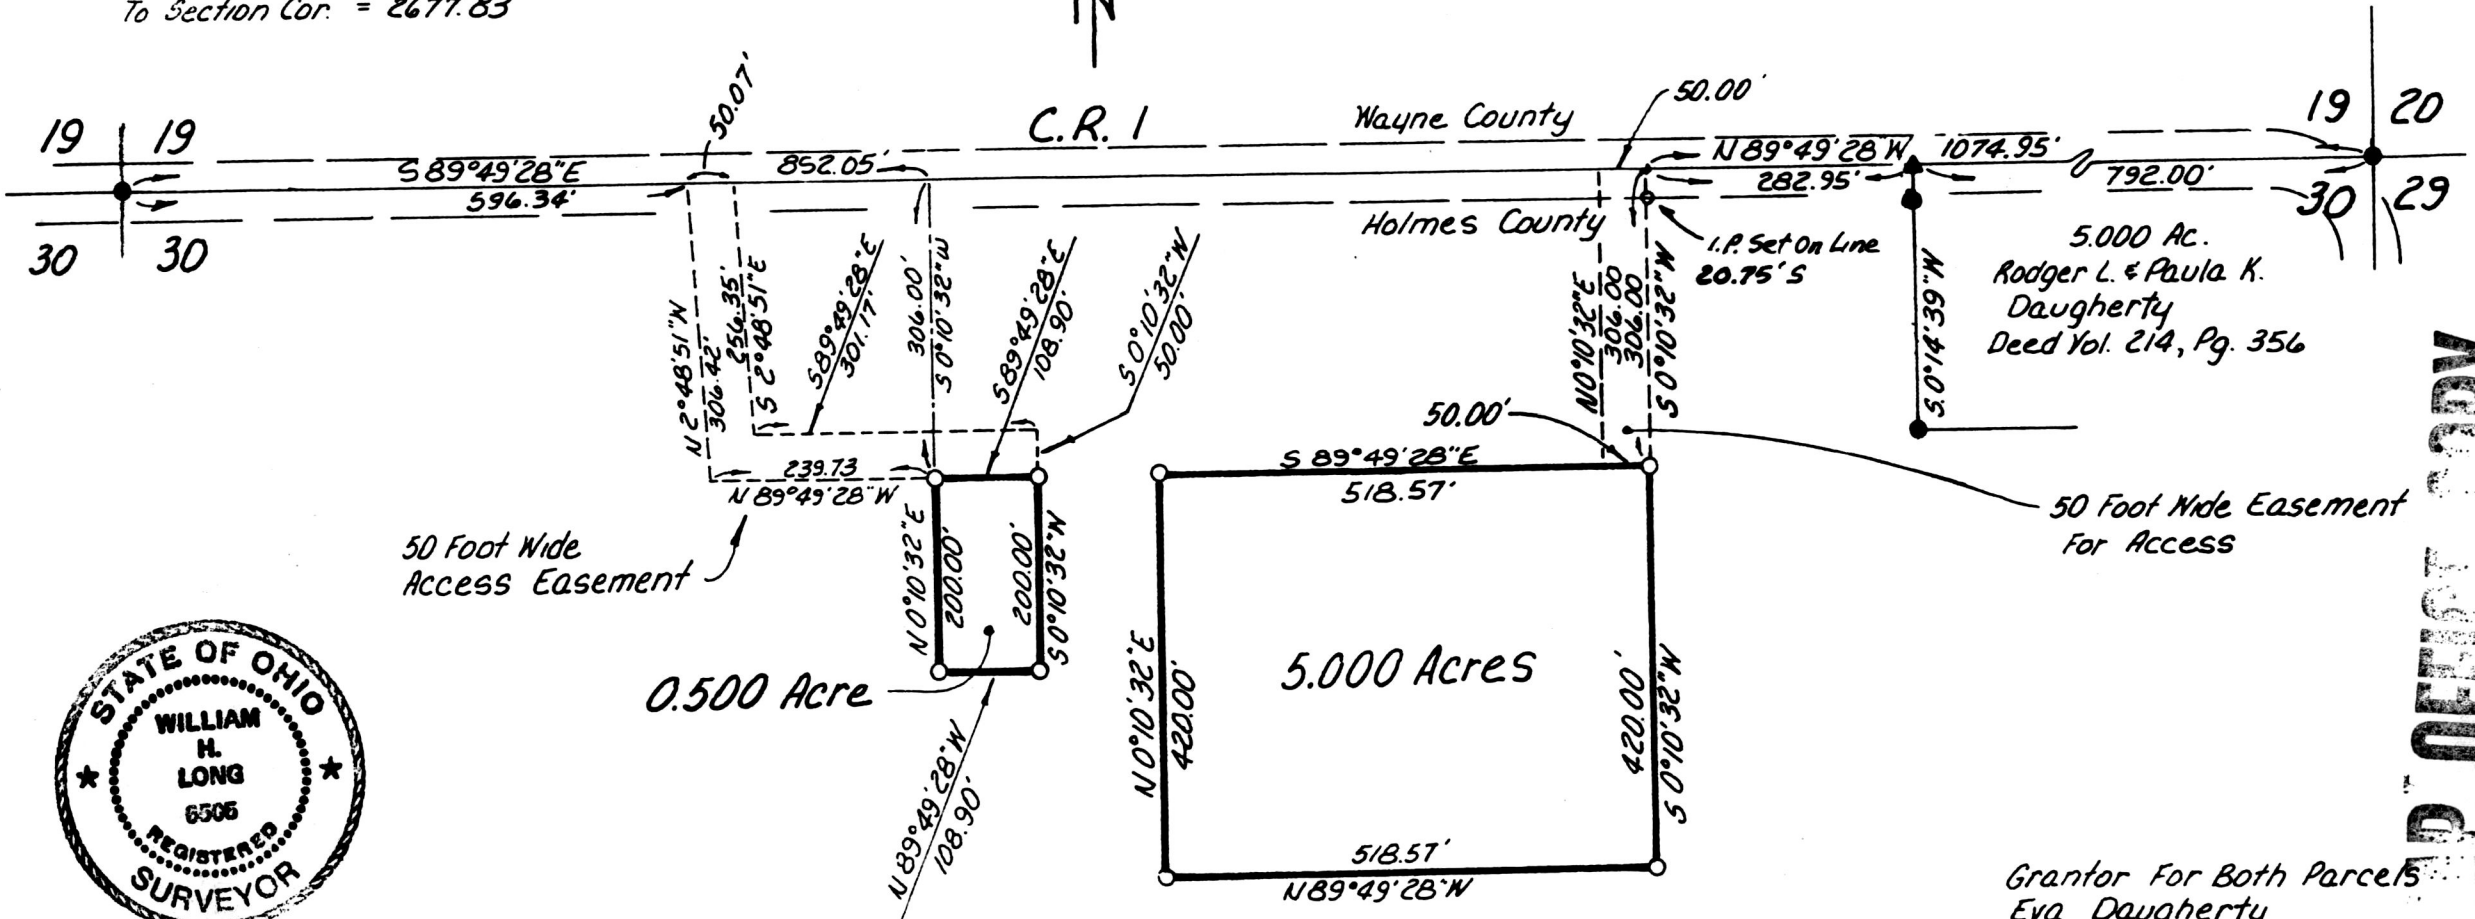 To Section Cor. = 2677.83'
N
50.07'
C.R. 1
Wayne County
50.00'
19 19
19 20
S 89°49'28"E
596.34'
852.05'
N 89°49'28"W
1074.95'
282.95'
792.00'
30 30
30 29
Holmes County
I.P. Set On Line
20.75' S
5.000 Ac.
Rodger L. & Paula K.
Daugherty
Deed Vol. 214, Pg. 356
N 2°48'51"W
306.42'
256.35'
S 2°48'51"E
S 89°49'28"E
301.17'
306.00'
S 0°10'32"W
S 89°49'28"E
108.90'
S 0°10'32"W
50.00'
N 0°10'32"E
306.00
306.00
S 0°10'32"W
S 0°14'39"W
50.00'
239.73
N 89°49'28"W
S 89°49'28"E
518.57'
50 Foot Wide
Access Easement
50 Foot Wide Easement
For Access
N 0°10'32"E
200.00'
200.00'
S 0°10'32"W
0.500 Acre
N 89°49'28"W
108.90'
N 0°10'32"E
420.00'
5.000 Acres
420.00'
S 0°10'32"W
518.57'
N 89°49'28"W
STATE OF OHIO
WILLIAM
H.
LONG
6505
REGISTERED
SURVEYOR
Grantor For Both Parcels
Eva Daugherty
OFFICE COPY